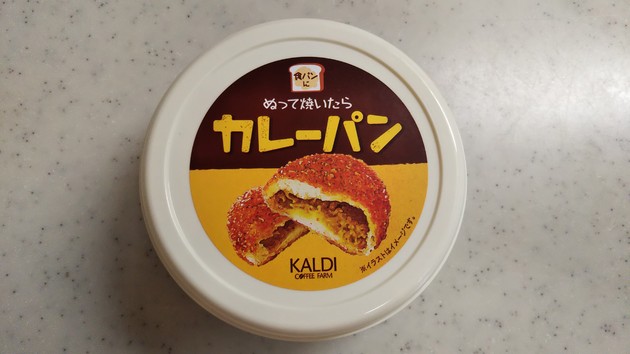 食パン
に
ぬって焼いたら
カレーパン
KALDI
COFFEE FARM
※イラストはイメージです。